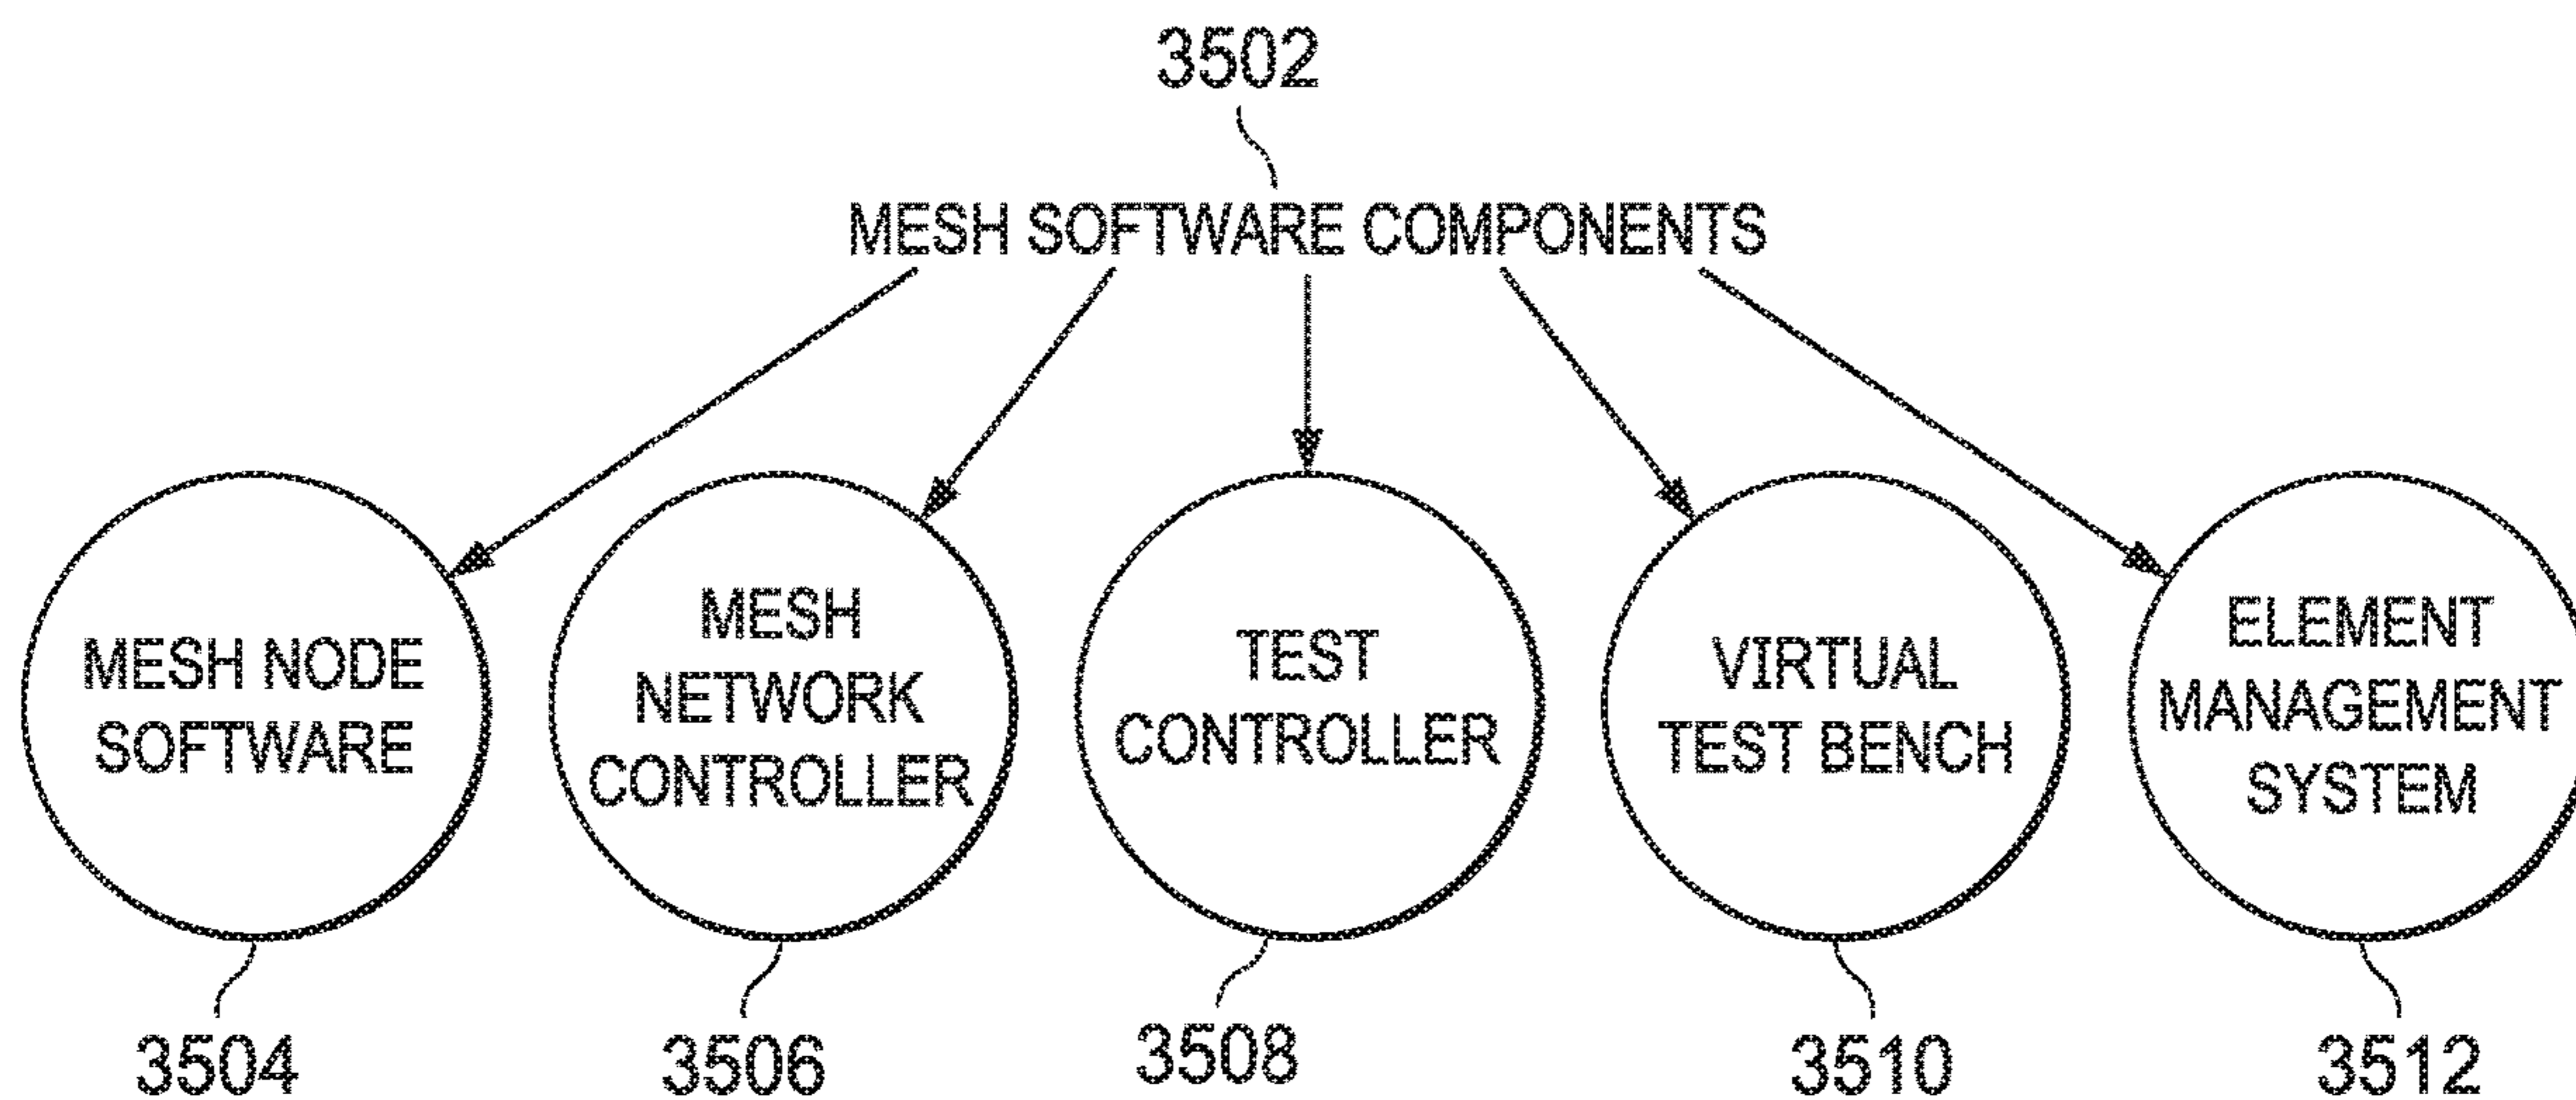 3502
MESH SOFTWARE COMPONENTS
MESH NODE
SOFTWARE
MESH
NETWORK
CONTROLLER
TEST
CONTROLLER
VIRTUAL
TEST BENCH
ELEMENT
MANAGEMENT
SYSTEM
3504
3506
3508
3510
3512